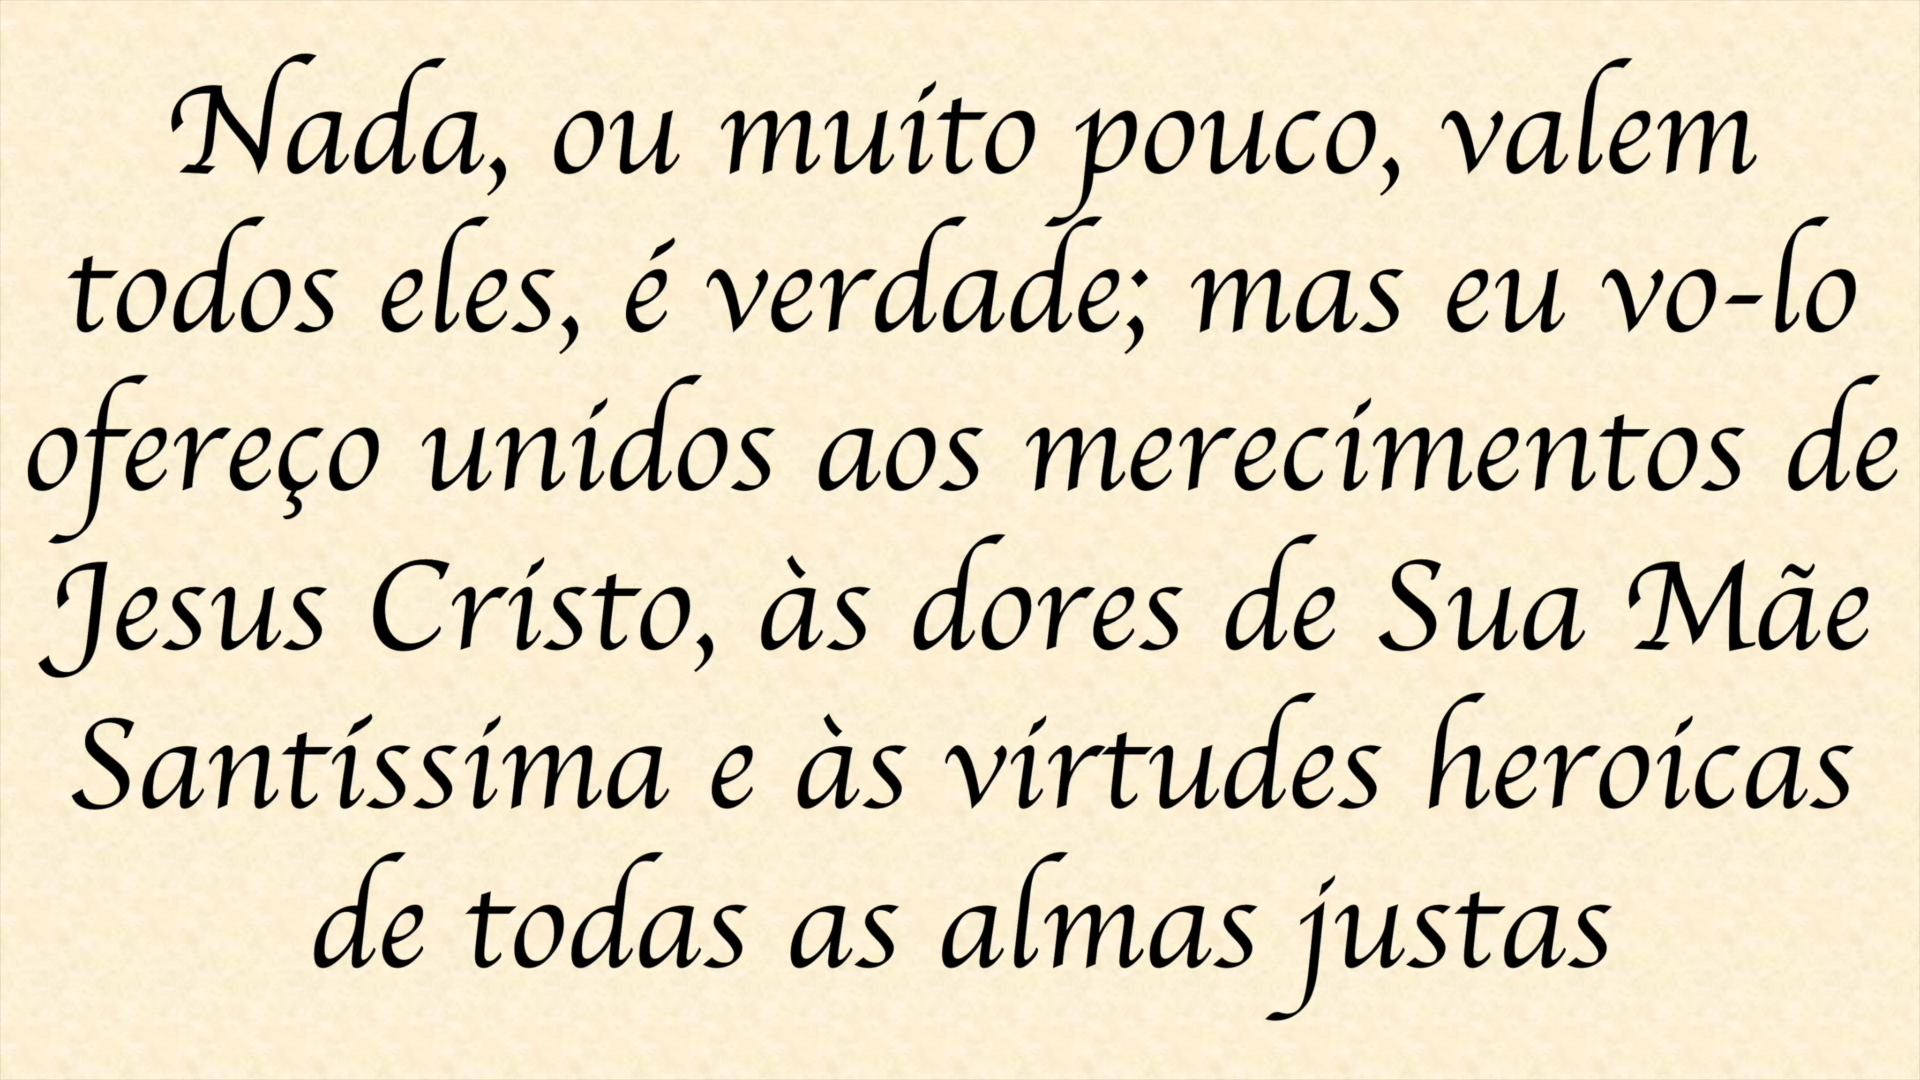 Nada, ou muito pouco, valem
todos eles, é verdade; mas eu vo-lo
ofereço unidos aos merecimentos de
Jesus Cristo, às dores de Sua Mãe
Santíssima e às virtudes heroicas
de todas as almas justas